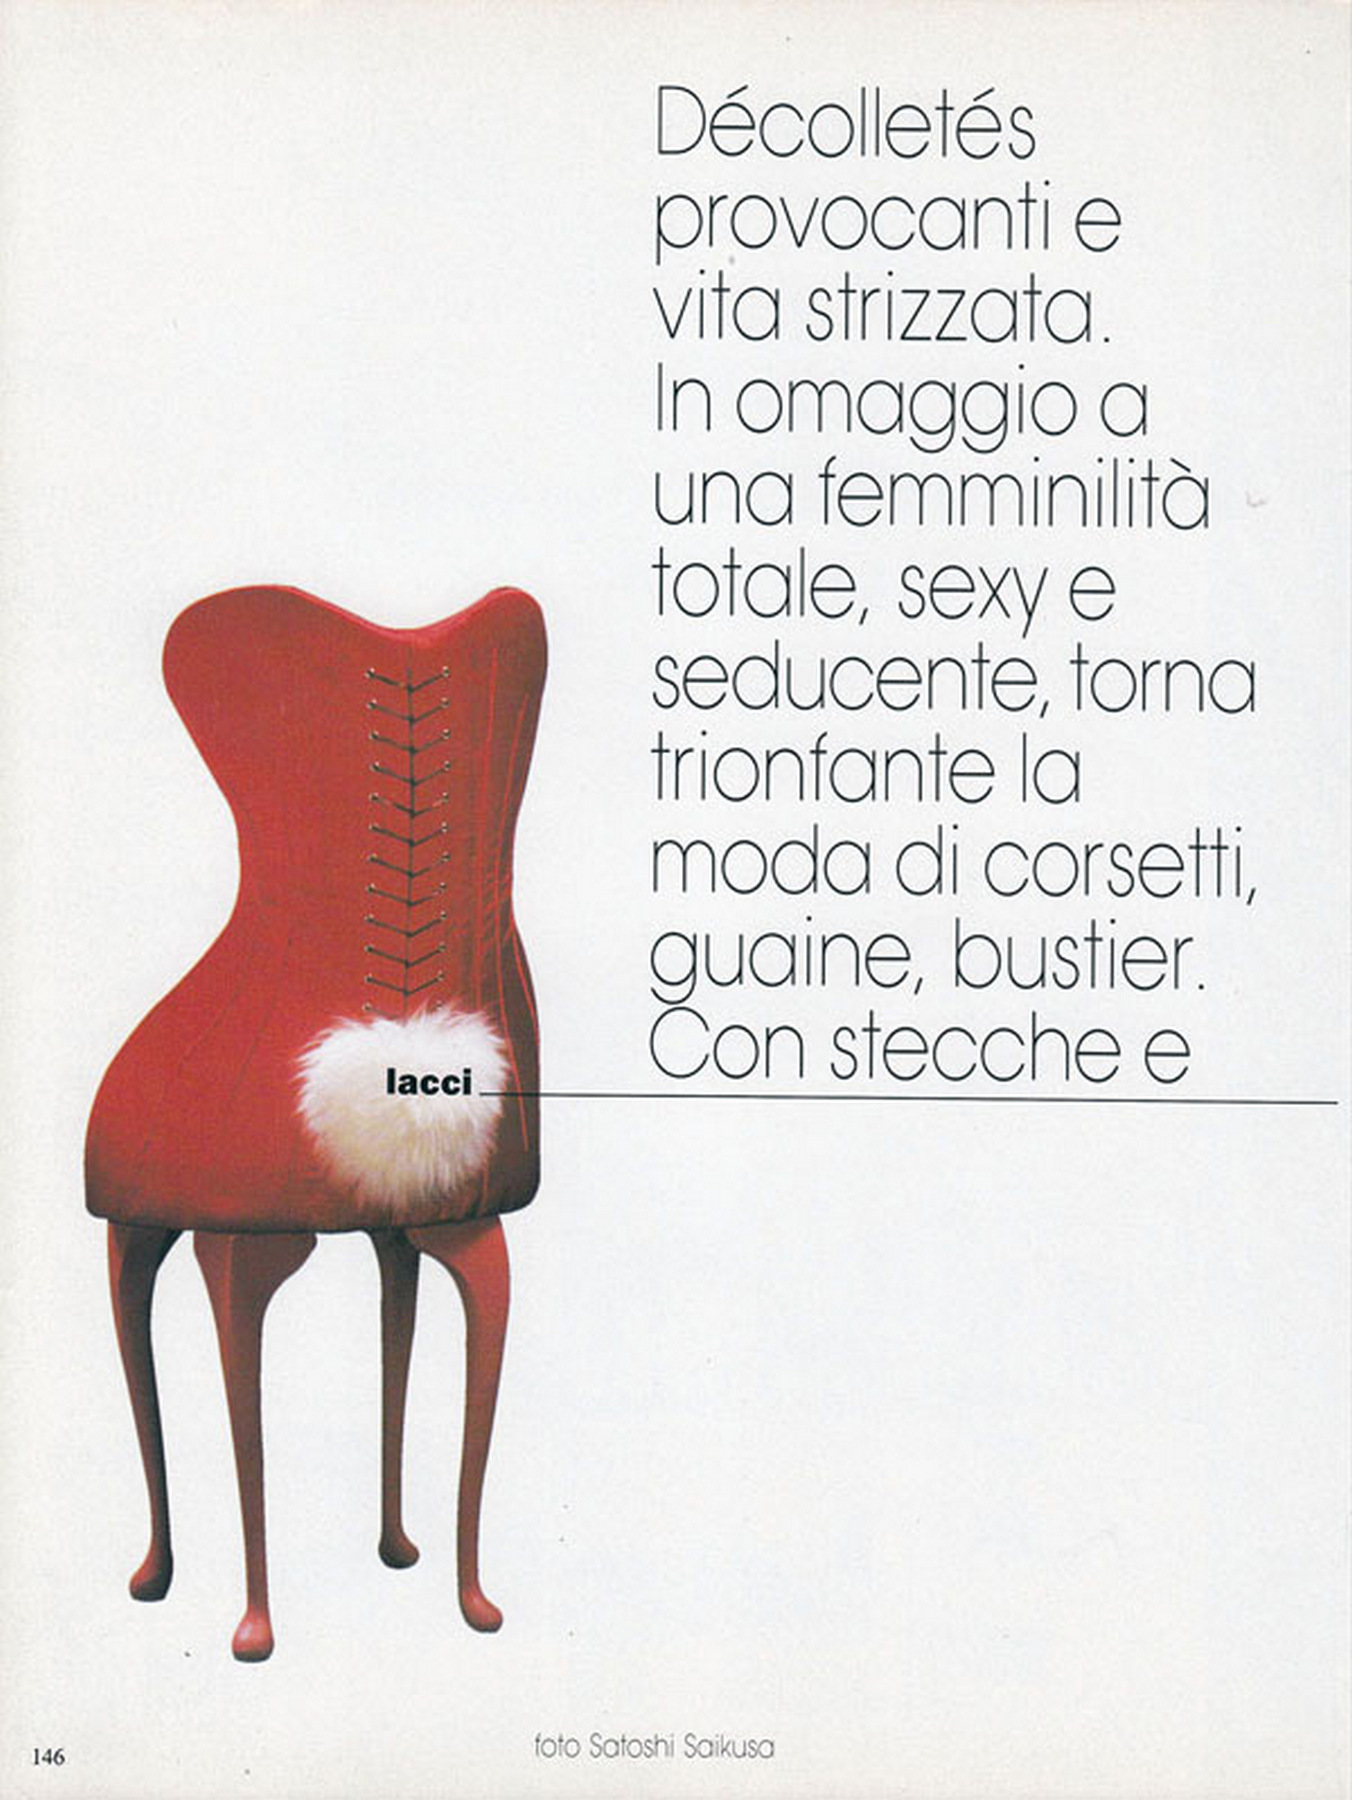 Décolletés
provocanti e
vita strizzata.
In omaggio a
una femminilità
totale, sexy e
seducente, torna
trionfante la
moda di corsetti,
guaine, bustier.
Con stecche e
lacci
foto Satoshi Saikusa
146